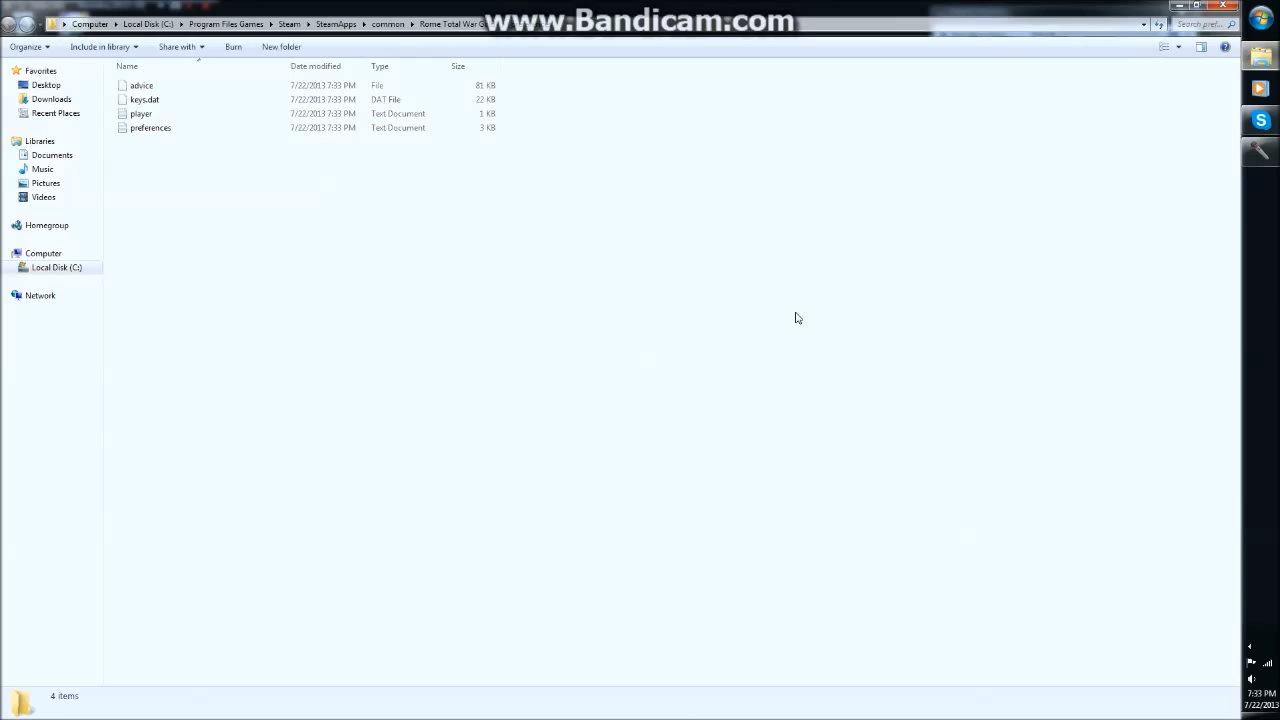 www.Bandicam.com
Computer Local Disk (C:) Program Files Games Steam SteamApps common Rome Total War G
Search pref...
Organize Include in library Share with Burn New folder
Favorites
Desktop
Downloads
Recent Places
Libraries
Documents
Music
Pictures
Videos
Homegroup
Computer
Local Disk (C:)
Network
Name Date modified Type Size
advice 7/22/2013 7:33 PM File 81 KB
keys.dat 7/22/2013 7:33 PM DAT File 22 KB
player 7/22/2013 7:33 PM Text Document 1 KB
preferences 7/22/2013 7:33 PM Text Document 3 KB
4 items
7:33 PM
7/22/2013